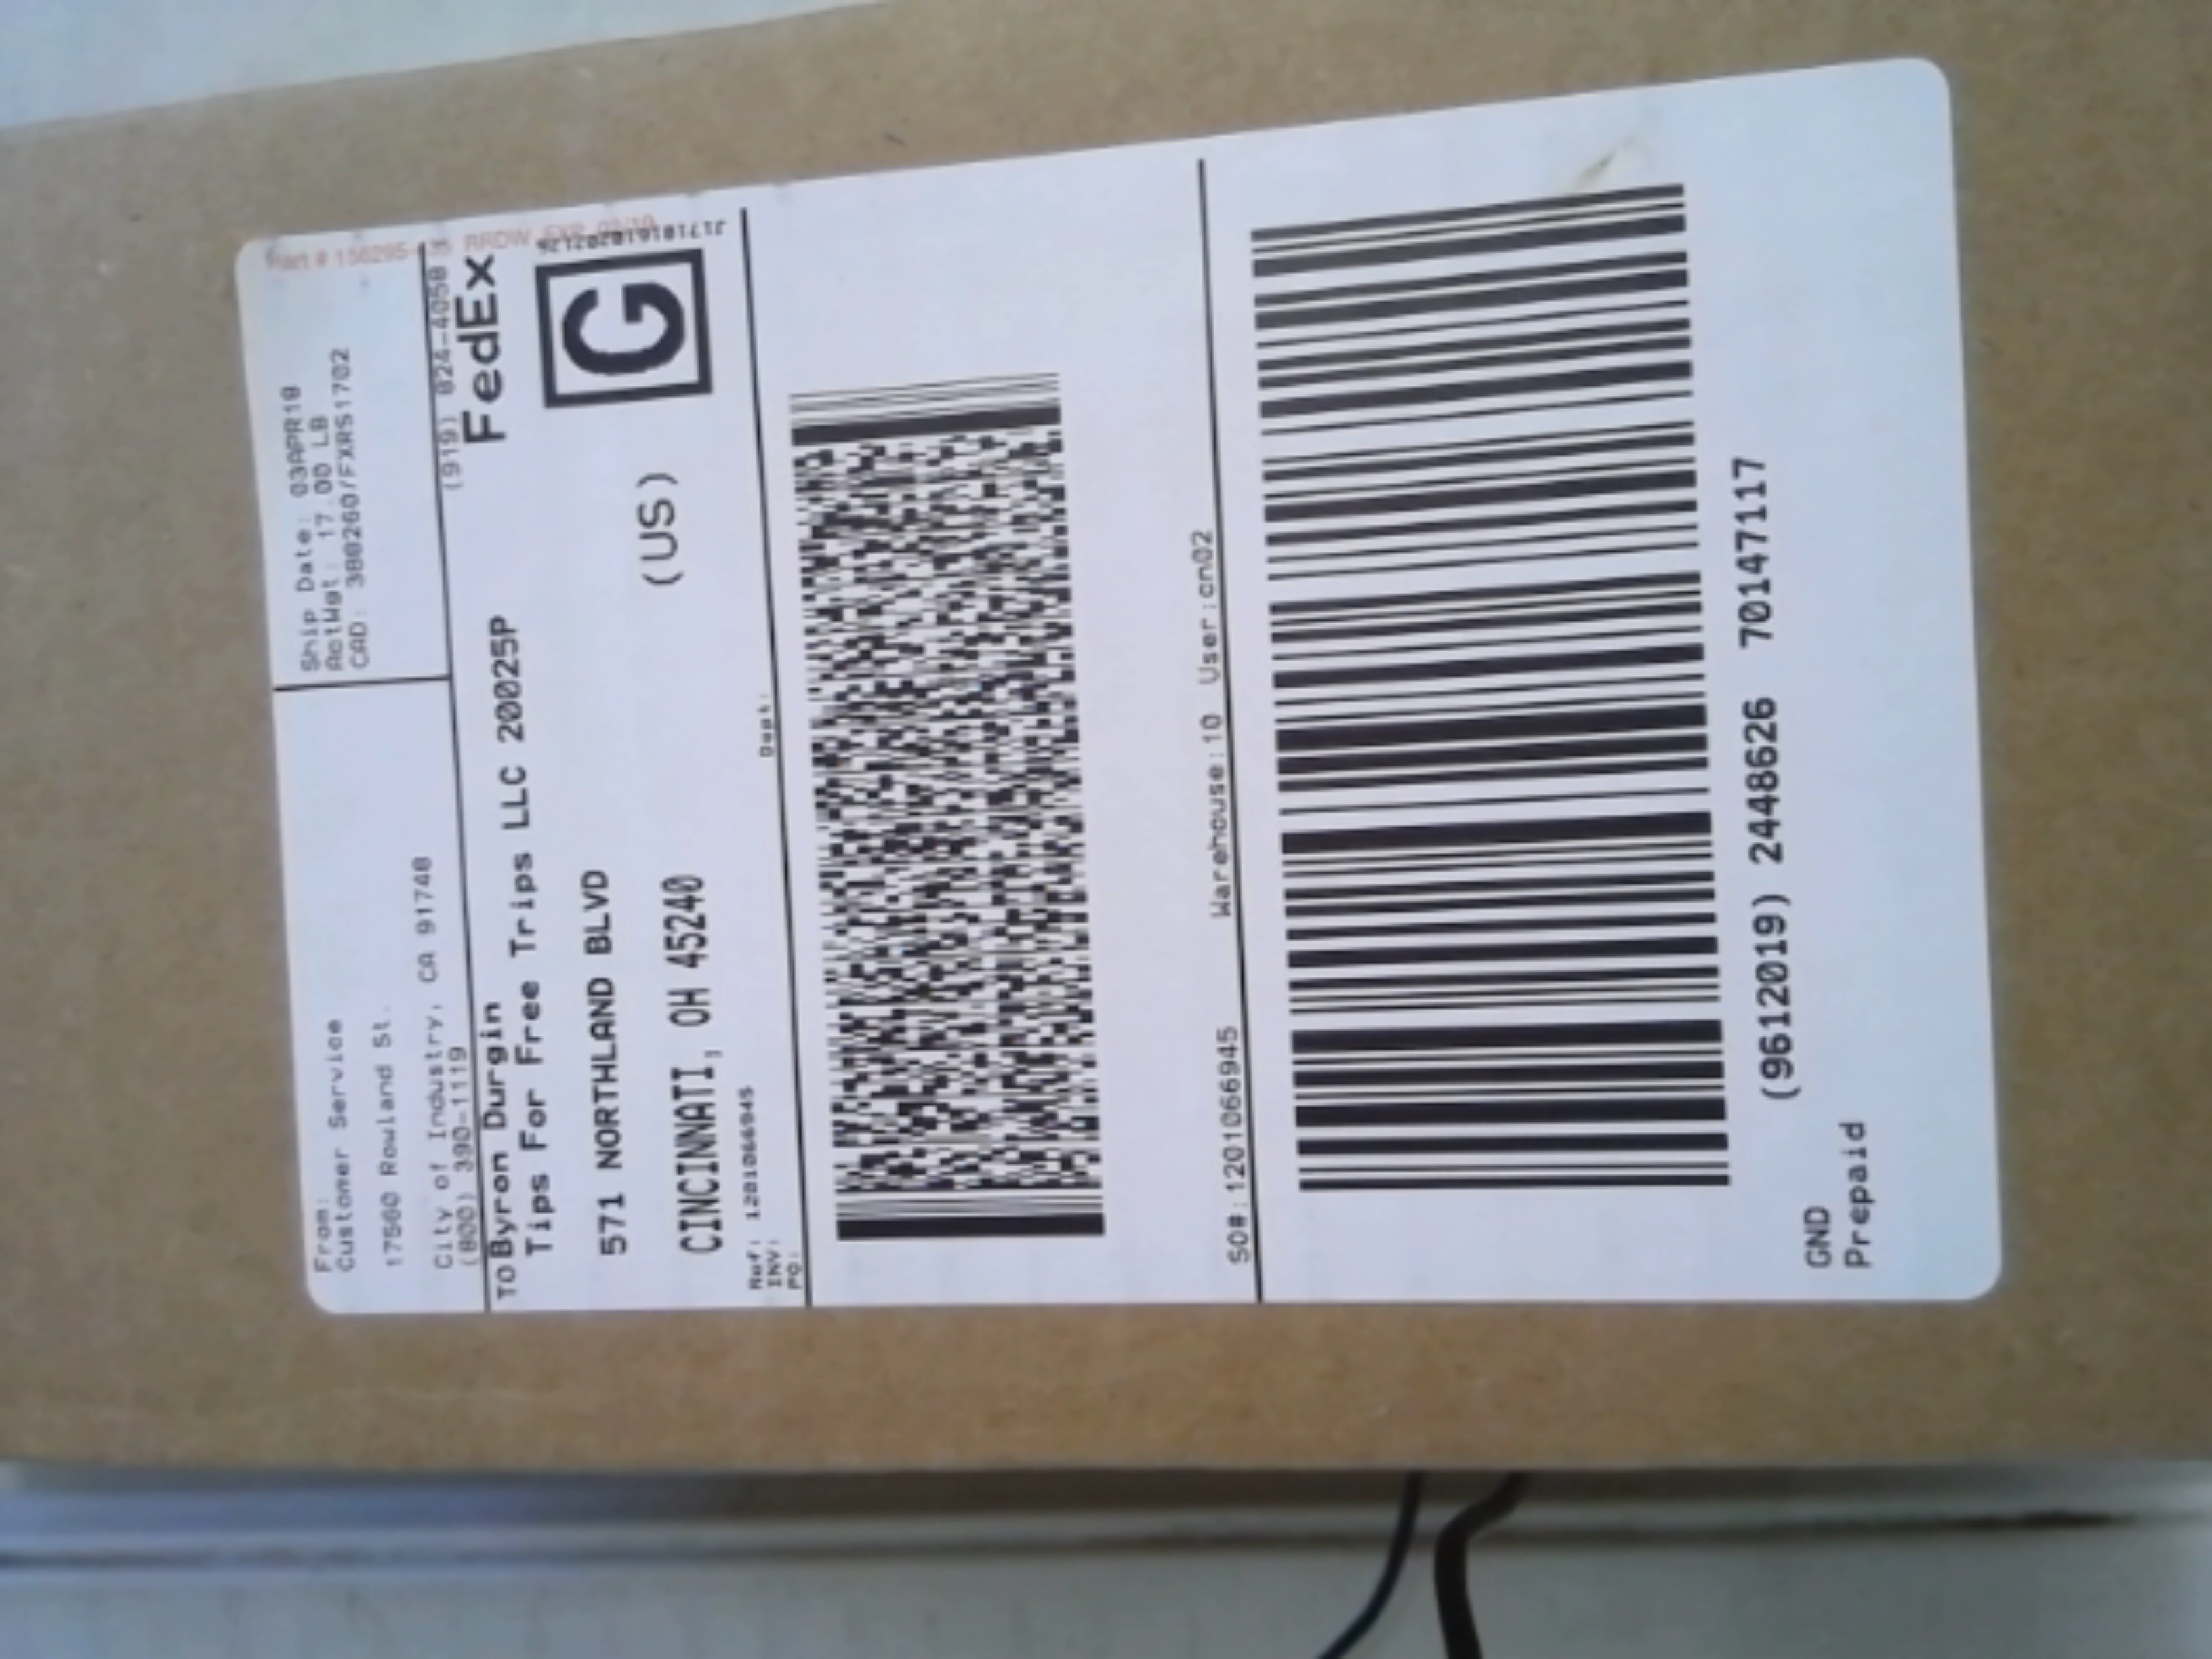 From:
Customer Service
17560 Rowland St.
City of Industry, CA 91748
(800) 390-1119
Ship Date: 03APR18
ActWgt: 17.00 LB
CAD: /FXRS1702
TO Byron Durgin
(919) 824-4058
Tips For Free Trips LLC 20025P
FedEx
571 NORTHLAND BLVD
G
CINCINNATI, OH 45240
(US)
Ref: 1201066945
INV:
PO:
Dept:
SO#:1201066945 Warehouse:10 User:cn02
(9612019) 2448626 70147117
GND
Prepaid